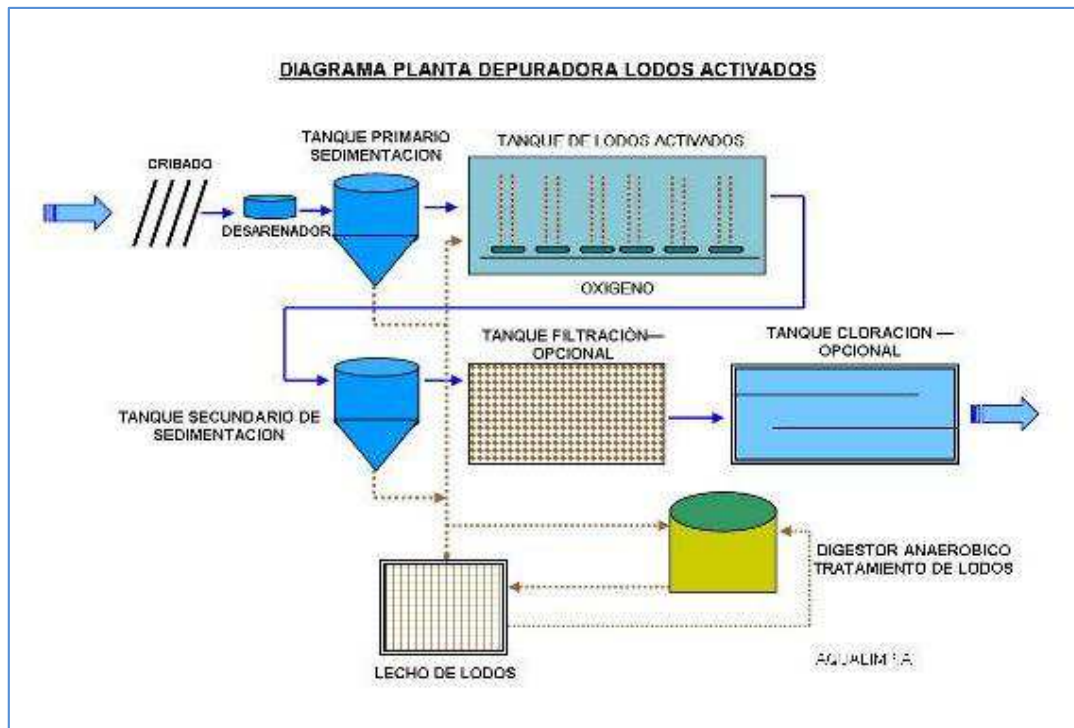 DIAGRAMA PLANTA DEPURADORA LODOS ACTIVADOS
TANQUE PRIMARIO
SEDIMENTACION
TANQUE DE LODOS ACTIVADOS
CRIBADO
DESARENADOR
OXIGENO
TANQUE FILTRACIÒN—
OPCIONAL
TANQUE CLORACION —
OPCIONAL
TANQUE SECUNDARIO DE
SEDIMENTACION
DIGESTOR ANAEROBICO
TRATAMIENTO DE LODOS
LECHO DE LODOS